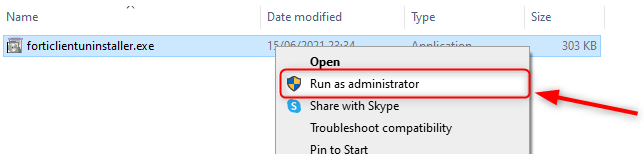 Name Date modified Type Size
forticlientuninstaller.exe 15/06/2021 23:34 Application 303 KB
Open
Run as administrator
Share with Skype
Troubleshoot compatibility
Pin to Start